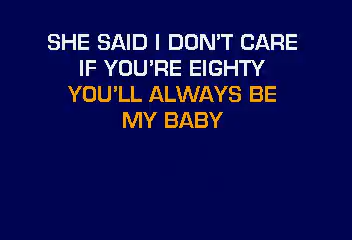 SHE SAID I DON'T CARE
IF YOU'RE EIGHTY
YOU'LL ALWAYS BE
MY BABY